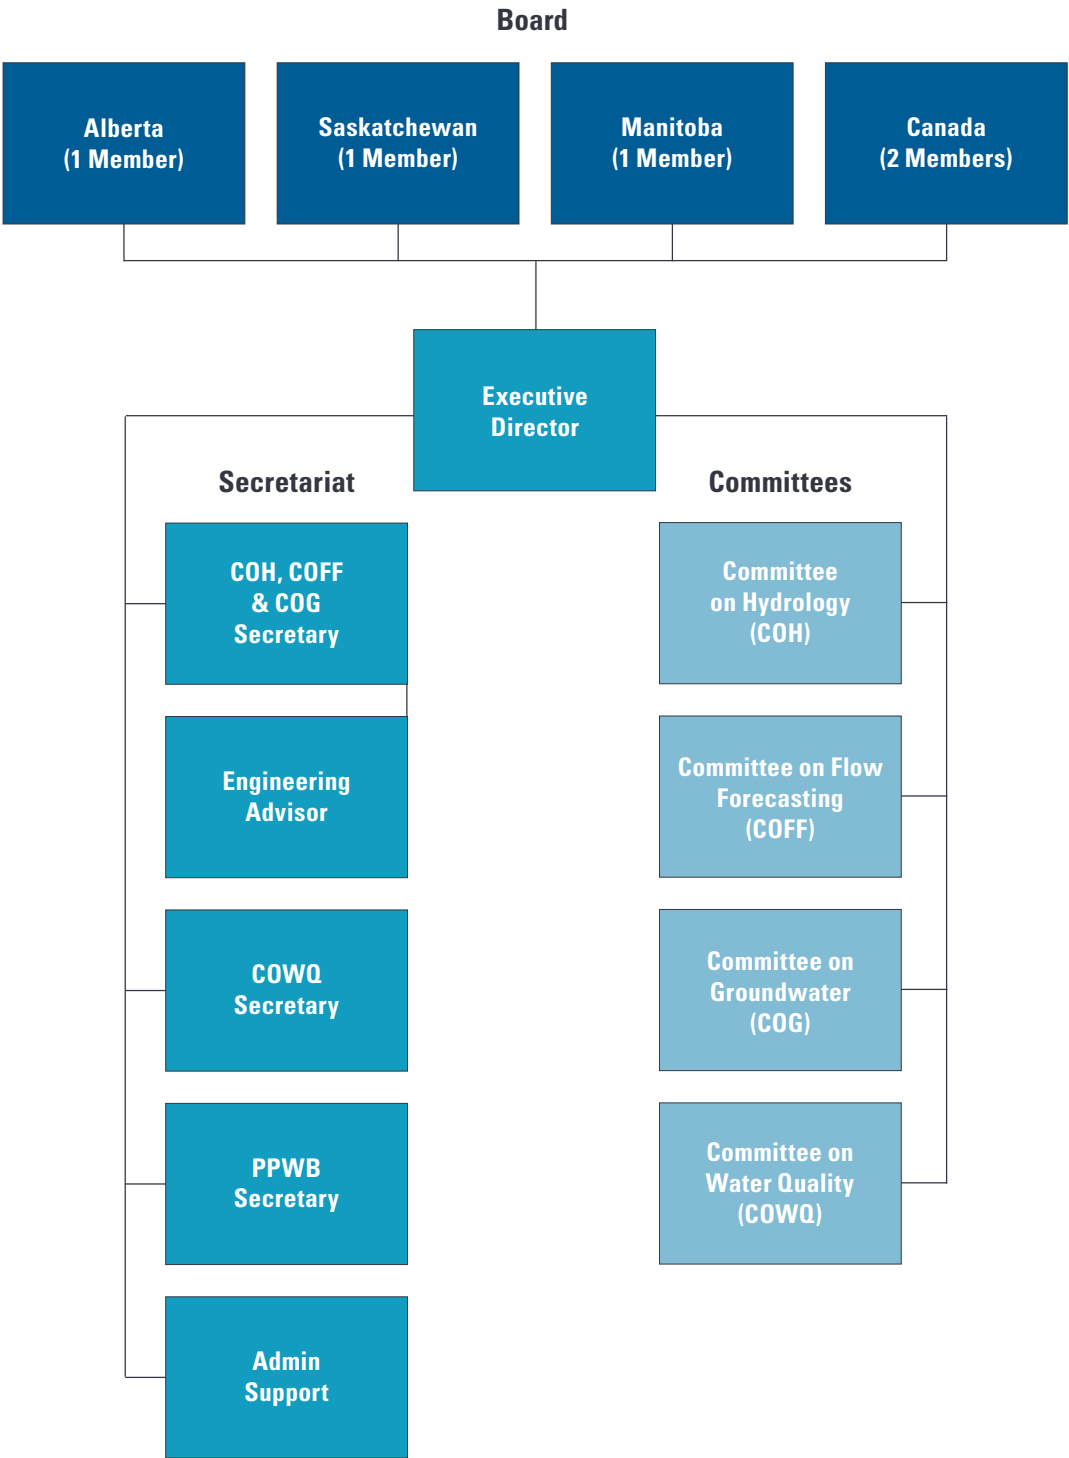 Board
Alberta
(1 Member)
Saskatchewan
(1 Member)
Manitoba
(1 Member)
Canada
(2 Members)
Executive
Director
Secretariat
COH, COFF
& COG
Secretary
Engineering
Advisor
COWQ
Secretary
PPWB
Secretary
Admin
Support
Committees
Committee
on Hydrology
(COH)
Committee on Flow
Forecasting
(COFF)
Committee on
Groundwater
(COG)
Committee on
Water Quality
(COWQ)